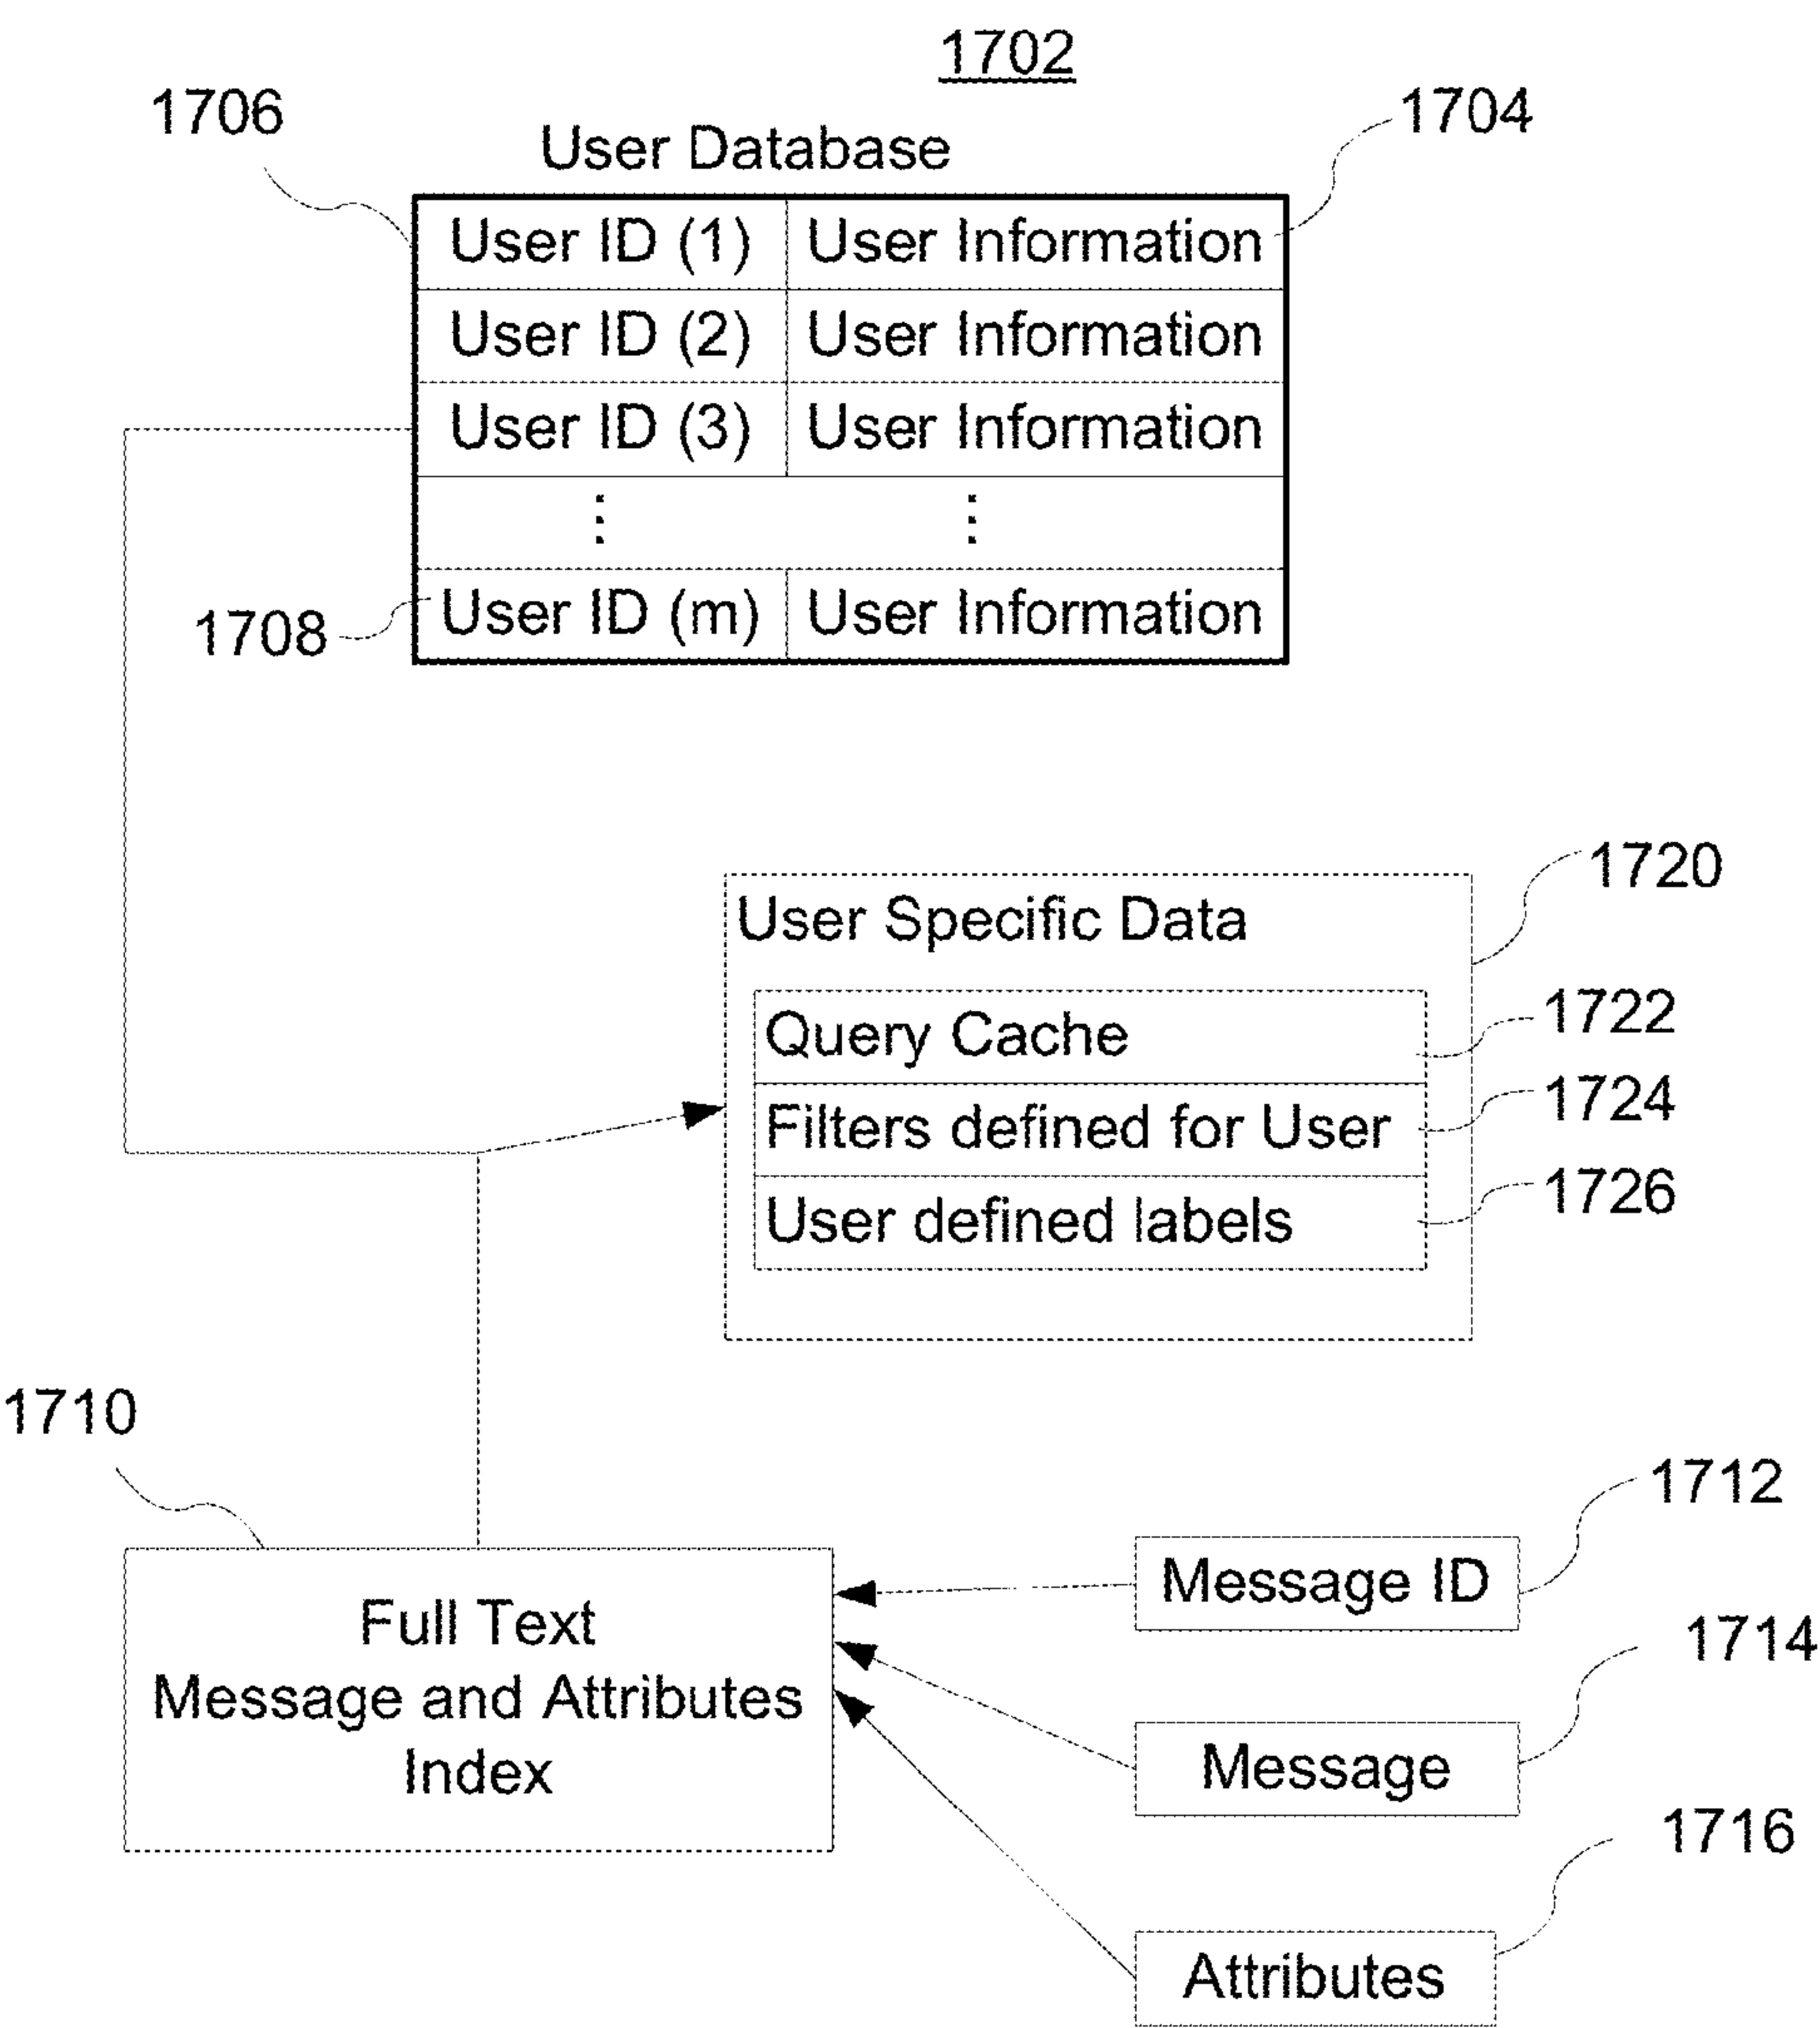 1702
1706
1704
User Database
User ID (1) User Information
User ID (2) User Information
User ID (3) User Information
⋮ ⋮
1708 User ID (m) User Information
1720
User Specific Data
Query Cache 1722
Filters defined for User 1724
User defined labels 1726
1710
1712
Message ID
Full Text
Message and Attributes
Index
1714
Message
1716
Attributes